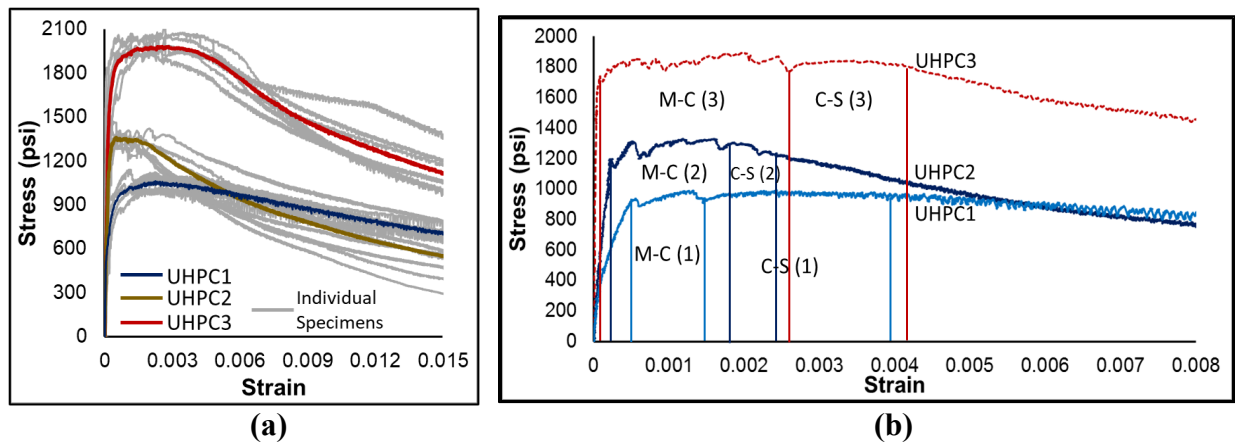 2100
1800
1500
1200
900
600
300
0
Stress (psi)
UHPC1
UHPC2
UHPC3
Individual
Specimens
0 0.003 0.006 0.009 0.012 0.015
Strain
(a)
2000
1800
1600
1400
1200
1000
800
600
400
200
0
Stress (psi)
UHPC3
M-C (3) C-S (3)
M-C (2) C-S (2) UHPC2
UHPC1
M-C (1) C-S (1)
0 0.001 0.002 0.003 0.004 0.005 0.006 0.007 0.008
Strain
(b)